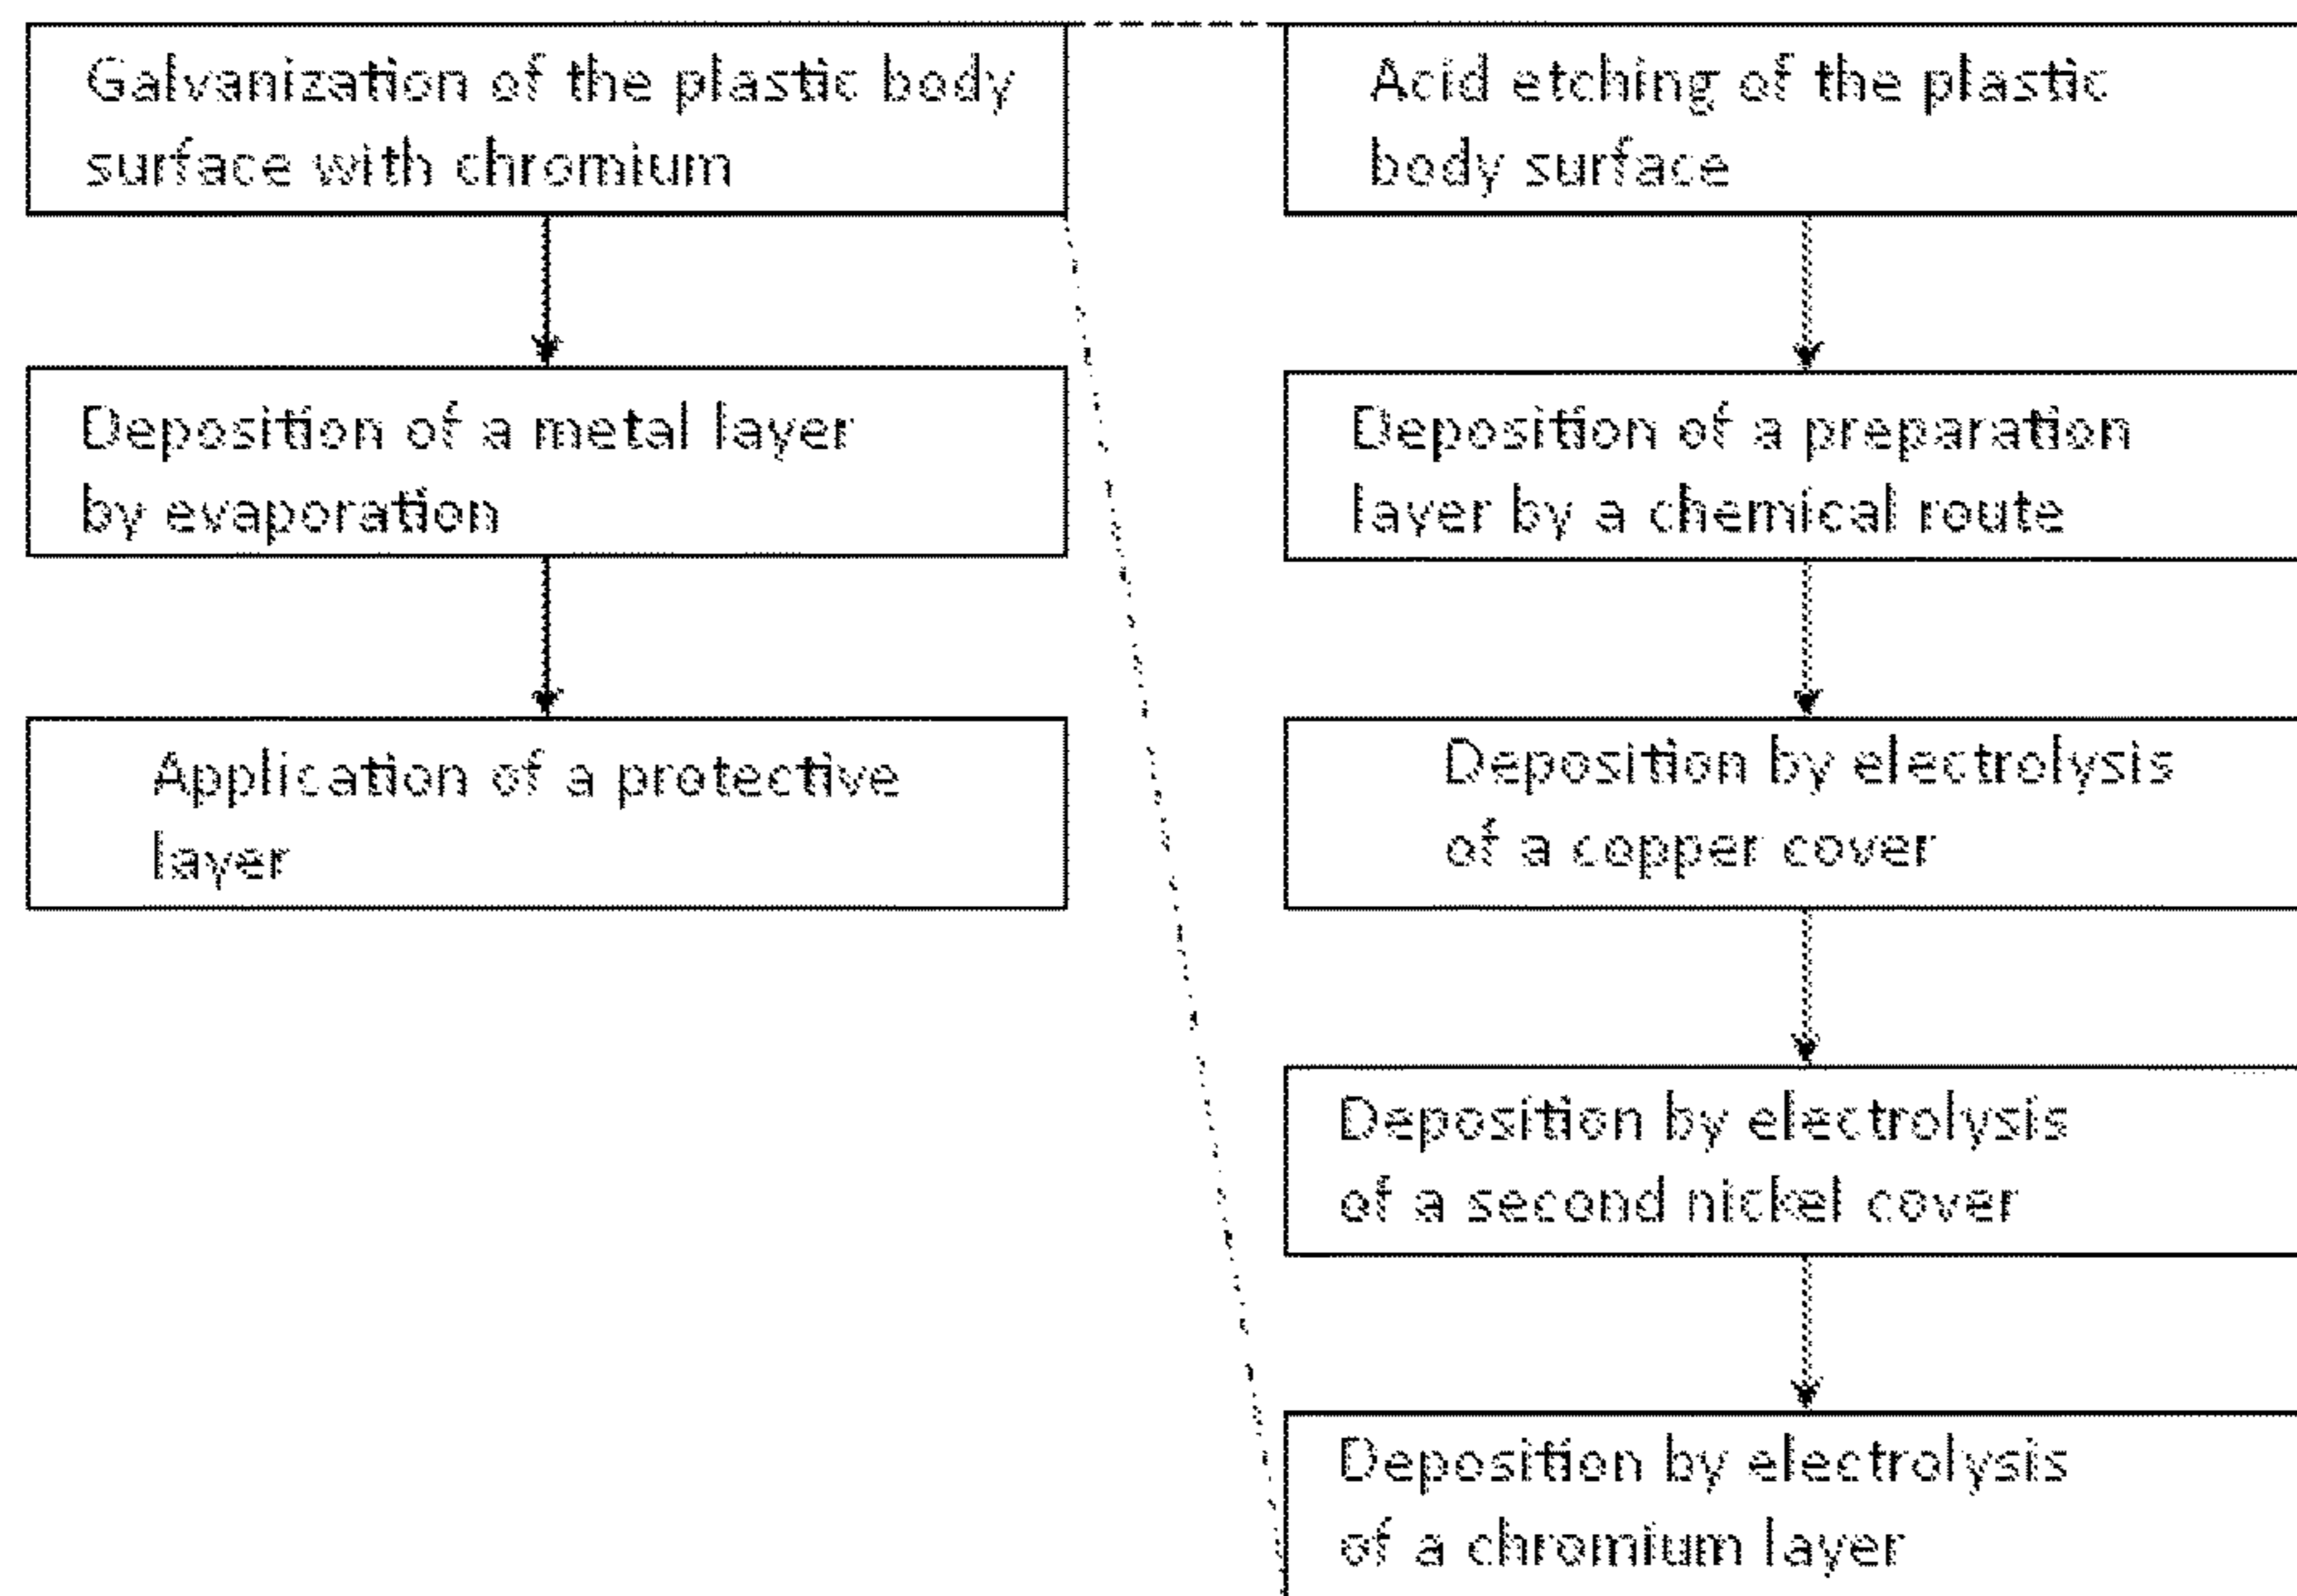 Galvanization of the plastic body
surface with chromium
Deposition of a metal layer
by evaporation
Application of a protective
layer
Acid etching of the plastic
body surface
Deposition of a preparation
layer by a chemical route
Deposition by electrolysis
of a copper cover
Deposition by electrolysis
of a second nickel cover
Deposition by electrolysis
of a chromium layer